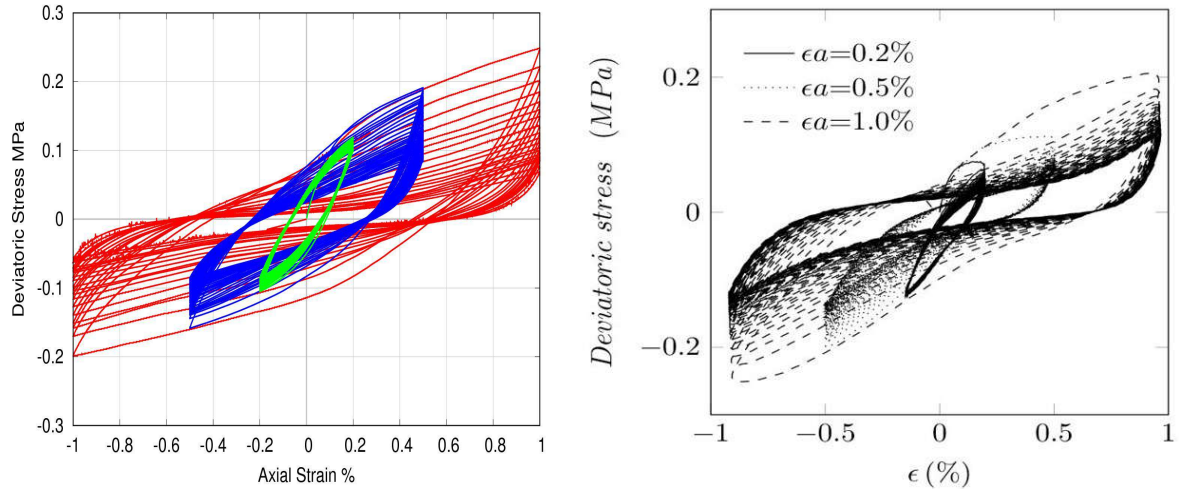 0.3
0.2
0.1
0
-0.1
-0.2
-0.3
Deviatoric Stress MPa
-1 -0.8 -0.6 -0.4 -0.2 0 0.2 0.4 0.6 0.8 1
Axial Strain %
Deviatoric stress (MPa)
0.2
0
−0.2
ϵa=0.2%
ϵa=0.5%
ϵa=1.0%
−1 −0.5 0 0.5 1
ϵ (%)